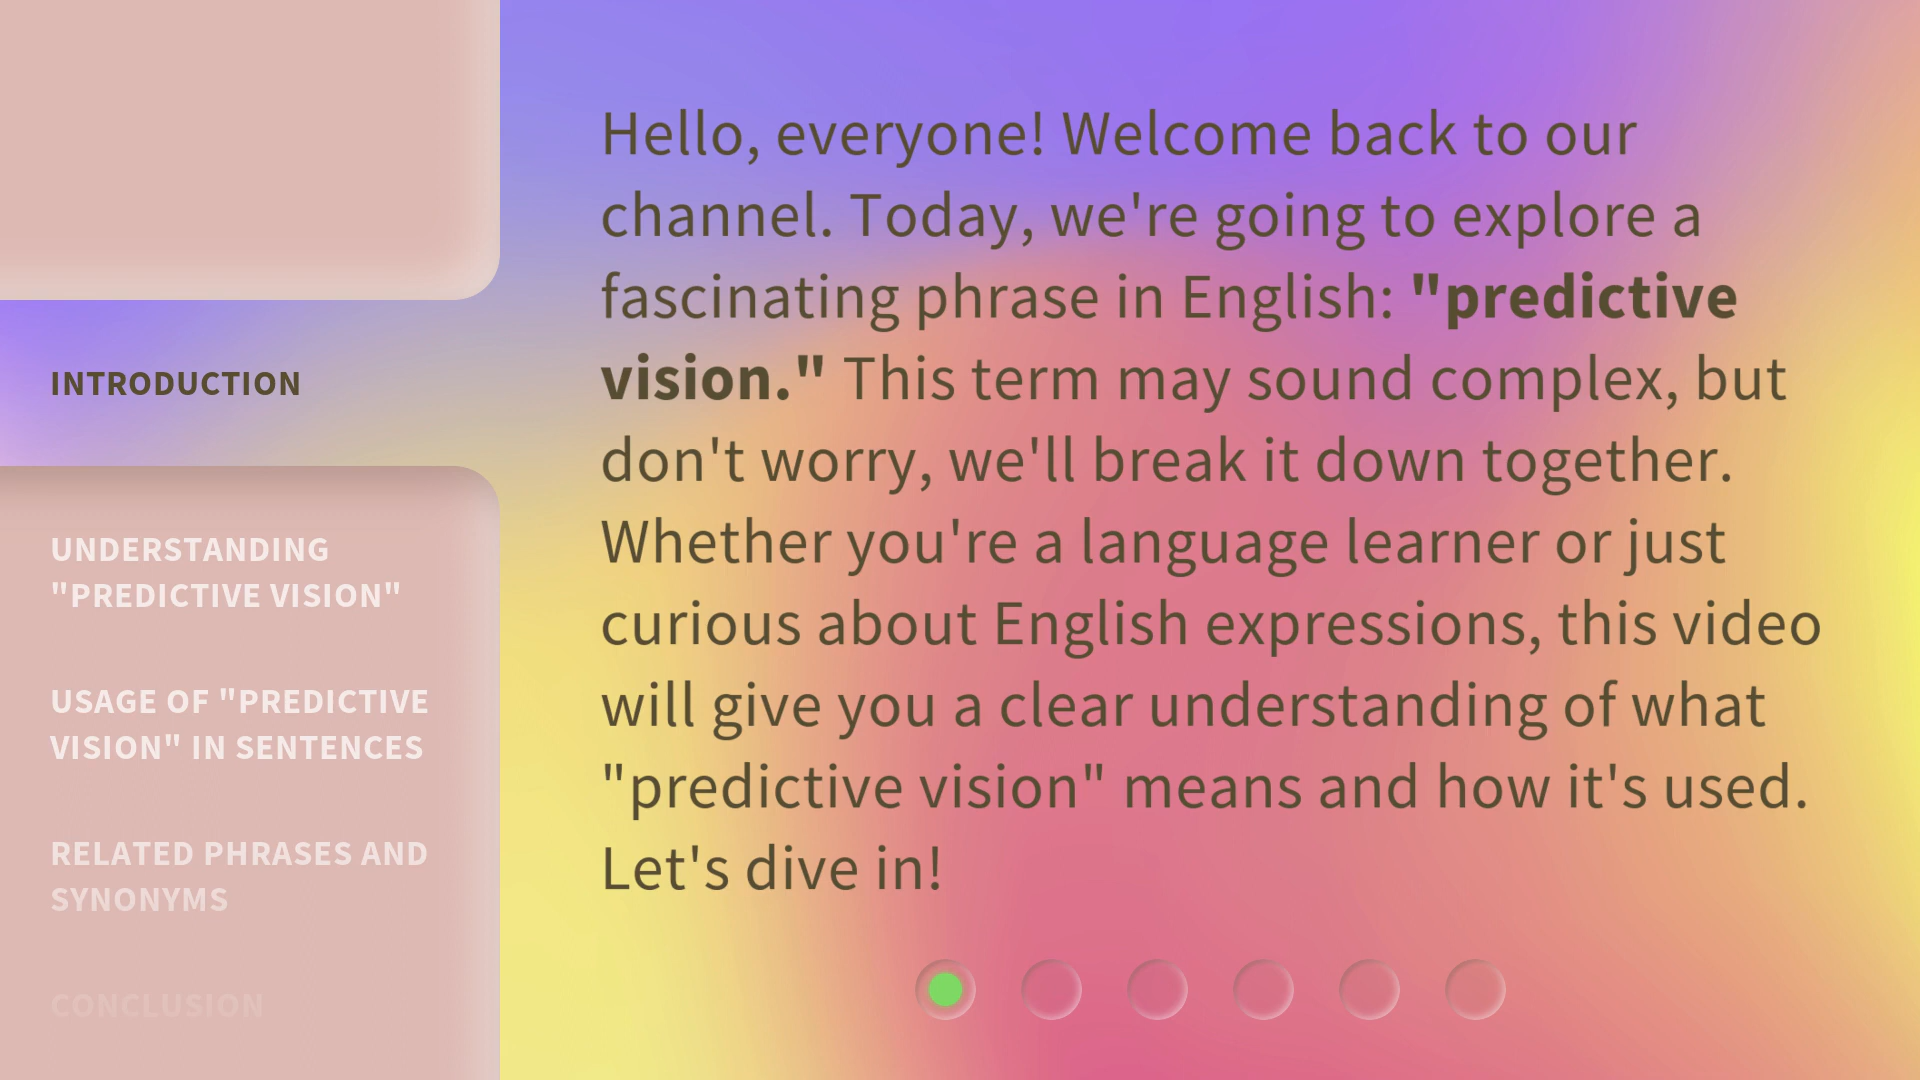 INTRODUCTION
UNDERSTANDING
"PREDICTIVE VISION"
USAGE OF "PREDICTIVE
VISION" IN SENTENCES
RELATED PHRASES AND
SYNONYMS
CONCLUSION
Hello, everyone! Welcome back to our
channel. Today, we're going to explore a
fascinating phrase in English: "predictive
vision." This term may sound complex, but
don't worry, we'll break it down together.
Whether you're a language learner or just
curious about English expressions, this video
will give you a clear understanding of what
"predictive vision" means and how it's used.
Let's dive in!